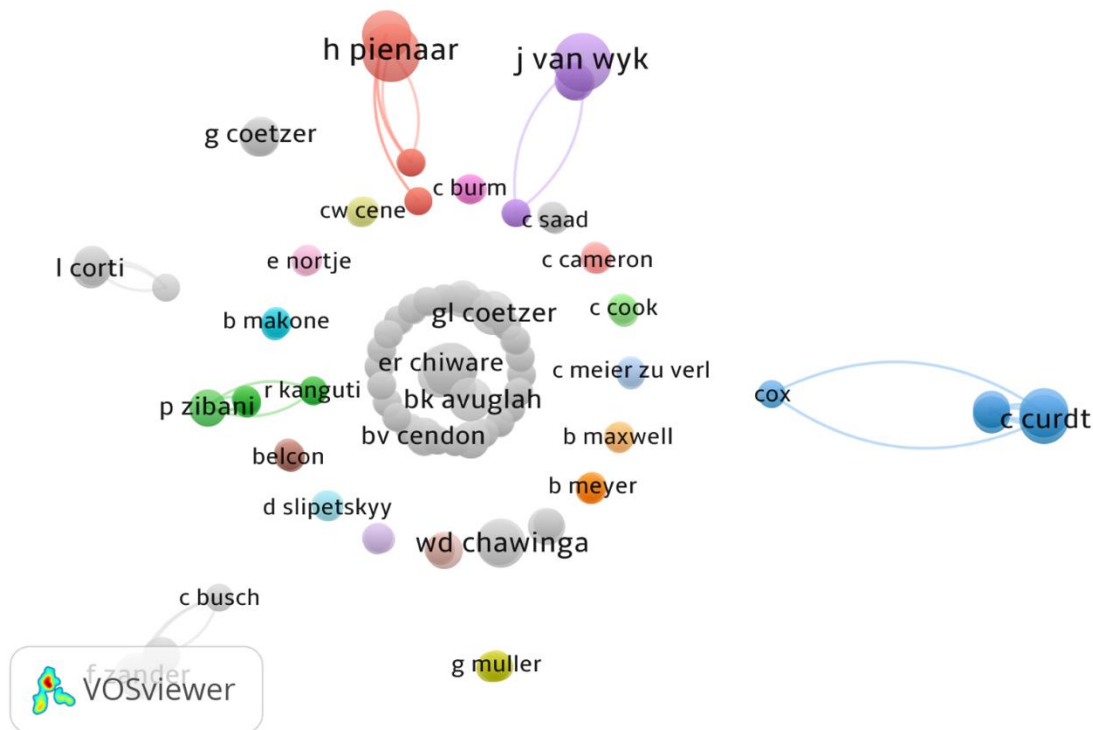 h pienaar
j van wyk
g coetzer
c burm
cw cene
c saad
l corti
e nortje
c cameron
gl coetzer
c cook
b makone
er chiware
c meier zu verl
cox
r kanguti
p zibani
bk avuglah
c curdt
bv cendon
b maxwell
belcon
b meyer
d slipetskyy
wd chawinga
c busch
g muller
f zander
VOSviewer